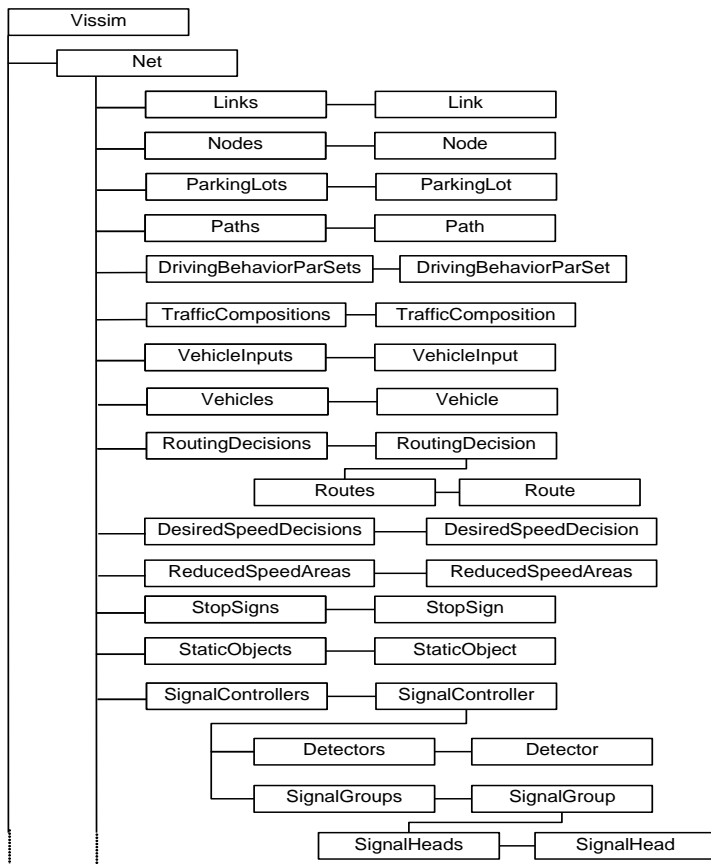 Vissim
Net
Links Link
Nodes Node
ParkingLots ParkingLot
Paths Path
DrivingBehaviorParSets DrivingBehaviorParSet
TrafficCompositions TrafficComposition
VehicleInputs VehicleInput
Vehicles Vehicle
RoutingDecisions RoutingDecision
Routes Route
DesiredSpeedDecisions DesiredSpeedDecision
ReducedSpeedAreas ReducedSpeedAreas
StopSigns StopSign
StaticObjects StaticObject
SignalControllers SignalController
Detectors Detector
SignalGroups SignalGroup
SignalHeads SignalHead